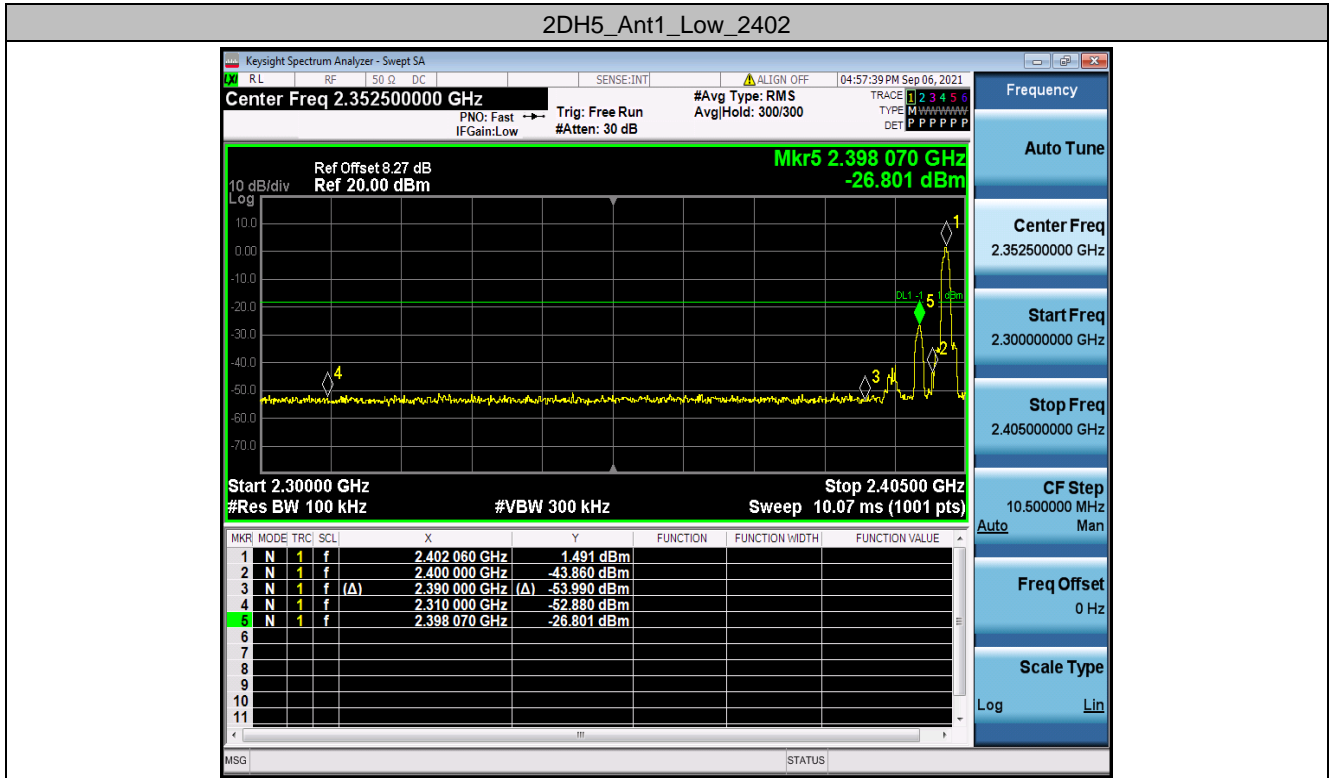 2DH5_Ant1_Low_2402
Keysight Spectrum Analyzer - Swept SA
LXI RL RF 50 Ω DC SENSE:INT ALIGN OFF 04:57:39 PM Sep 06, 2021
Center Freq 2.352500000 GHz
PNO: Fast
IFGain:Low
Trig: Free Run
#Atten: 30 dB
#Avg Type: RMS
Avg|Hold: 300/300
TRACE 1 2 3 4 5 6
TYPE M W W W W W
DET P P P P P P
Mkr5 2.398 070 GHz
-26.801 dBm
Ref Offset 8.27 dB
10 dB/div Ref 20.00 dBm
Log
10.0
0.00
-10.0
-20.0
-30.0
-40.0
-50.0
-60.0
-70.0
1
5
2
3
4
Start 2.30000 GHz Stop 2.40500 GHz
#Res BW 100 kHz #VBW 300 kHz Sweep 10.07 ms (1001 pts)
MKR MODE TRC SCL X Y FUNCTION FUNCTION WIDTH FUNCTION VALUE
1 N 1 f 2.402 060 GHz 1.491 dBm
2 N 1 f 2.400 000 GHz -43.860 dBm
3 N 1 f (Δ) 2.390 000 GHz (Δ) -53.990 dBm
4 N 1 f 2.310 000 GHz -52.880 dBm
5 N 1 f 2.398 070 GHz -26.801 dBm
6
7
8
9
10
11
MSG STATUS
Frequency
Auto Tune
Center Freq
2.352500000 GHz
Start Freq
2.300000000 GHz
Stop Freq
2.405000000 GHz
CF Step
10.500000 MHz
Auto Man
Freq Offset
0 Hz
Scale Type
Log Lin